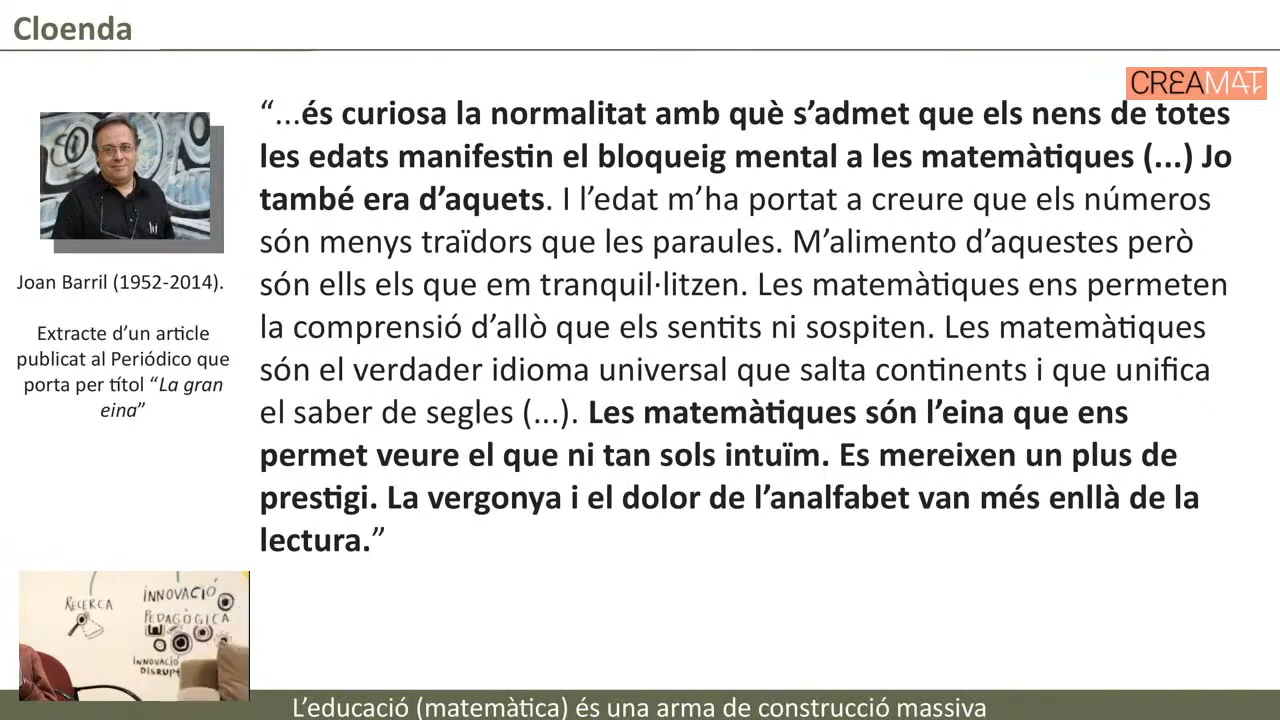 Cloenda
CREAMAT
“...és curiosa la normalitat amb què s’admet que els nens de totes
les edats manifestin el bloqueig mental a les matemàtiques (...) Jo
també era d’aquets. I l’edat m’ha portat a creure que els números
són menys traïdors que les paraules. M’alimento d’aquestes però
són ells els que em tranquil·litzen. Les matemàtiques ens permeten
la comprensió d’allò que els sentits ni sospiten. Les matemàtiques
són el verdader idioma universal que salta continents i que unifica
el saber de segles (...). Les matemàtiques són l’eina que ens
permet veure el que ni tan sols intuïm. Es mereixen un plus de
prestigi. La vergonya i el dolor de l’analfabet van més enllà de la
lectura.”
Joan Barril (1952-2014).
Extracte d’un article
publicat al Periódico que
porta per títol “La gran
eina”
RECERCA
INNOVACIÓ
PEDAGÒGICA
INNOVACIÓ
DISRUPT
L’educació (matemàtica) és una arma de construcció massiva